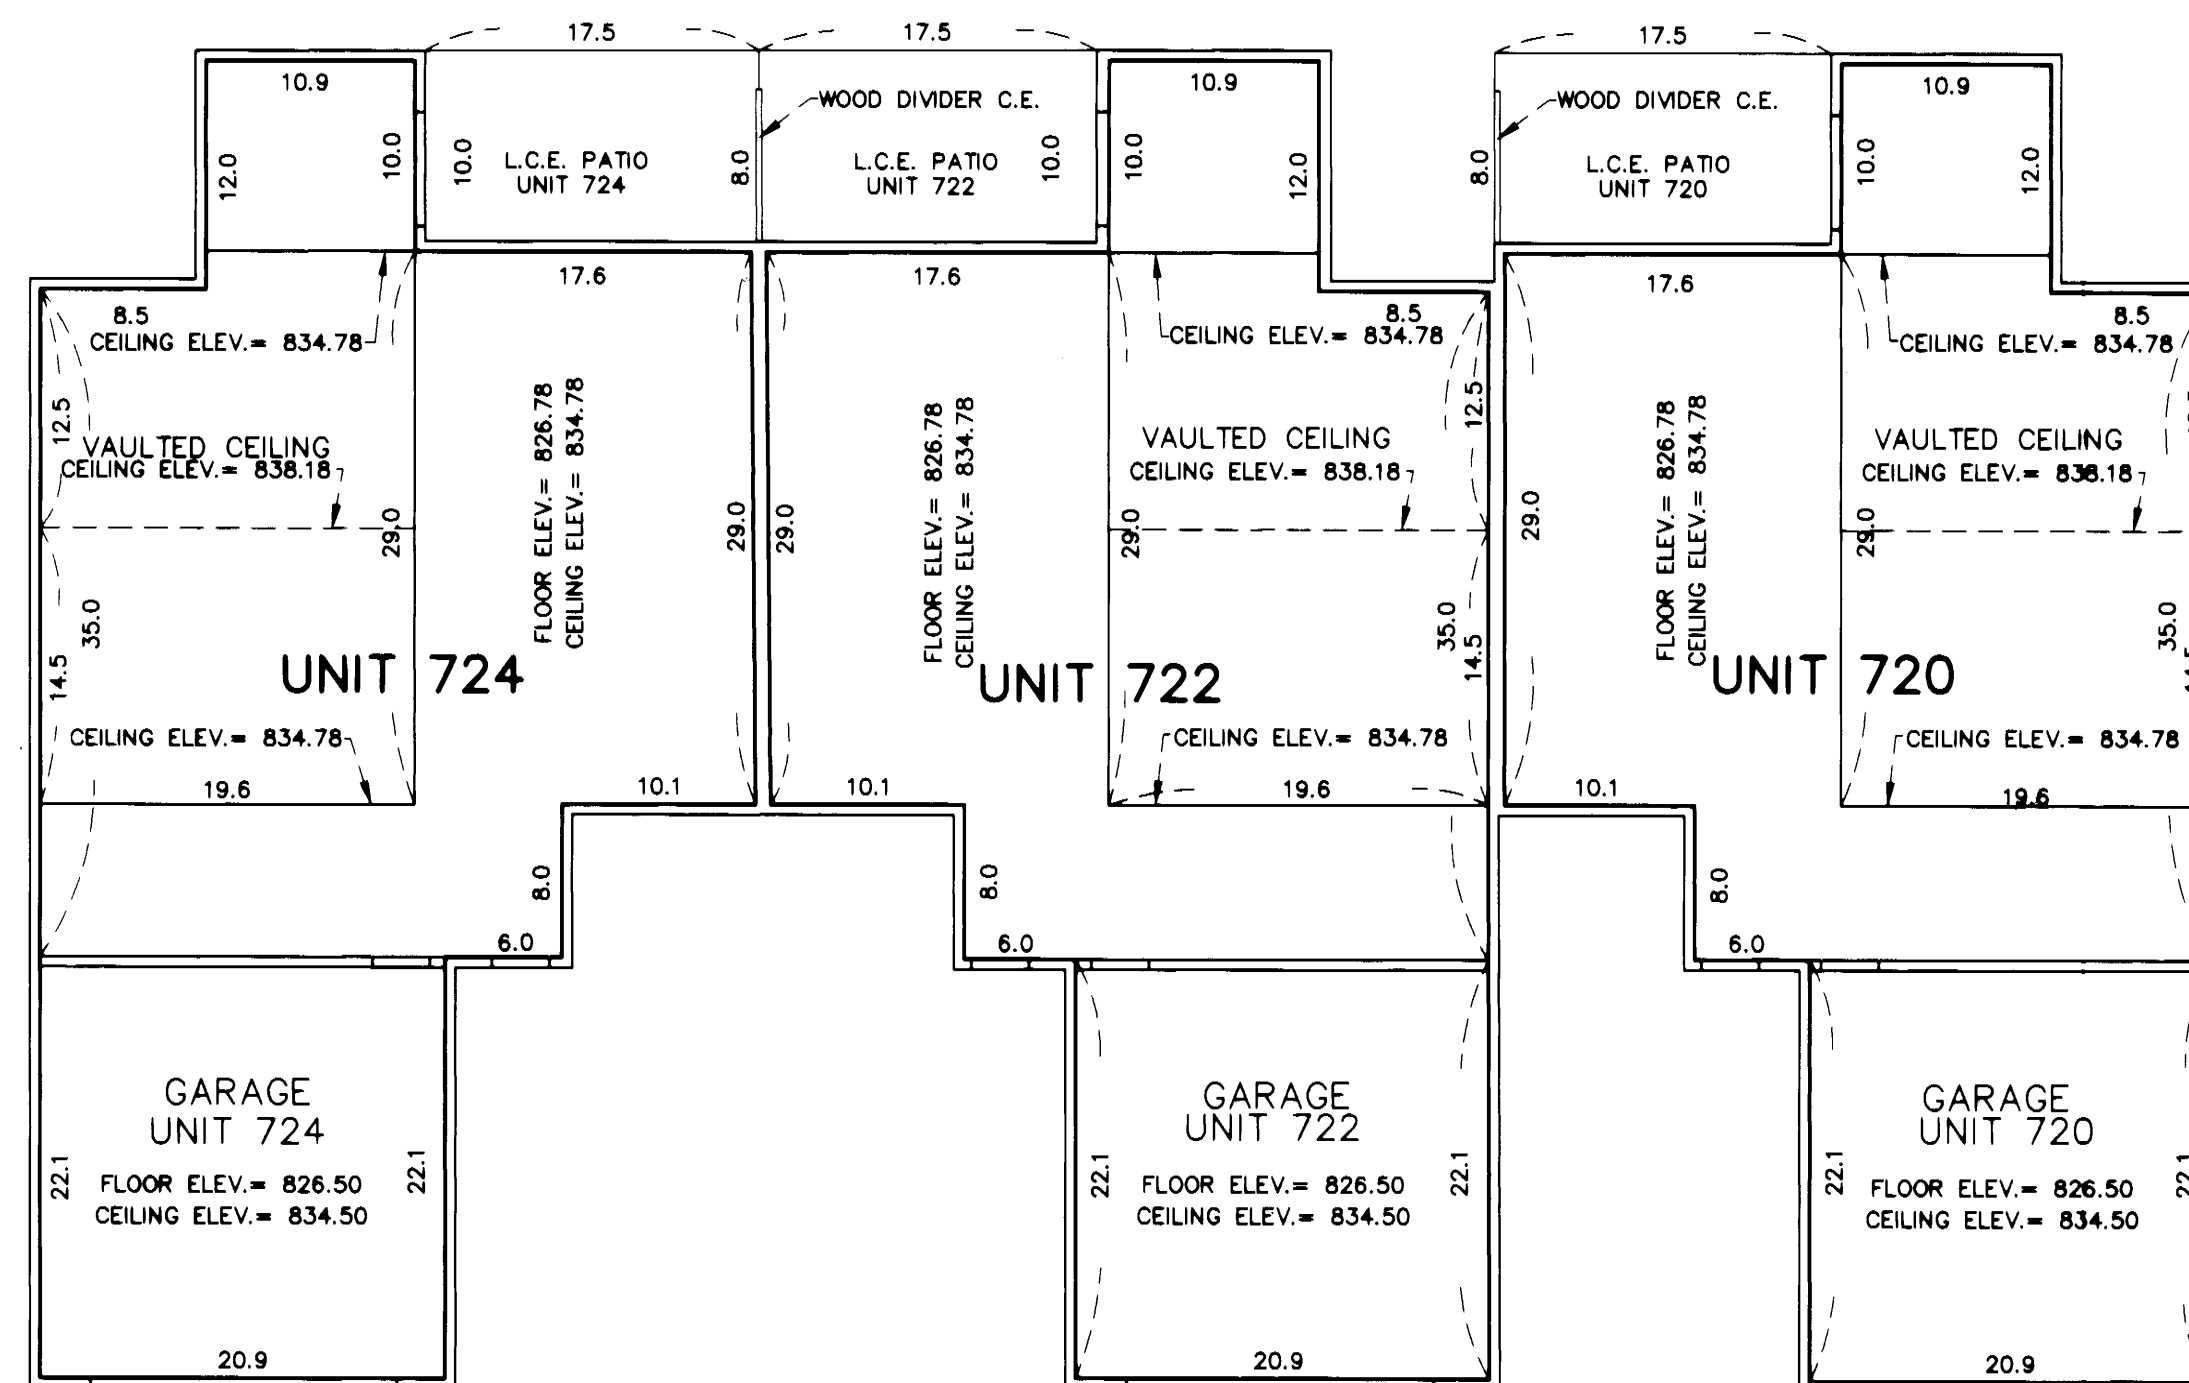 17.5
17.5
17.5
10.9
10.9
10.9
WOOD DIVIDER C.E.
WOOD DIVIDER C.E.
12.0
10.0
10.0
L.C.E. PATIO
UNIT 724
8.0
L.C.E. PATIO
UNIT 722
10.0
10.0
12.0
8.0
L.C.E. PATIO
UNIT 720
10.0
12.0
17.6
17.6
17.6
8.5
CEILING ELEV.= 834.78
8.5
CEILING ELEV.= 834.78
8.5
CEILING ELEV.= 834.78
12.5
VAULTED CEILING
CEILING ELEV.= 838.18
FLOOR ELEV.= 826.78
CEILING ELEV.= 834.78
FLOOR ELEV.= 826.78
CEILING ELEV.= 834.78
VAULTED CEILING
CEILING ELEV.= 838.18
12.5
FLOOR ELEV.= 826.78
CEILING ELEV.= 834.78
VAULTED CEILING
CEILING ELEV.= 838.18
29.0
29.0
29.0
29.0
29.0
29.0
35.0
14.5
UNIT 724
UNIT 722
35.0
14.5
UNIT 720
35.0
CEILING ELEV.= 834.78
CEILING ELEV.= 834.78
CEILING ELEV.= 834.78
19.6
10.1
10.1
19.6
10.1
19.6
8.0
8.0
8.0
6.0
6.0
6.0
GARAGE
UNIT 724
GARAGE
UNIT 722
GARAGE
UNIT 720
22.1
FLOOR ELEV.= 826.50
CEILING ELEV.= 834.50
22.1
22.1
FLOOR ELEV.= 826.50
CEILING ELEV.= 834.50
22.1
22.1
FLOOR ELEV.= 826.50
CEILING ELEV.= 834.50
22.1
20.9
20.9
20.9